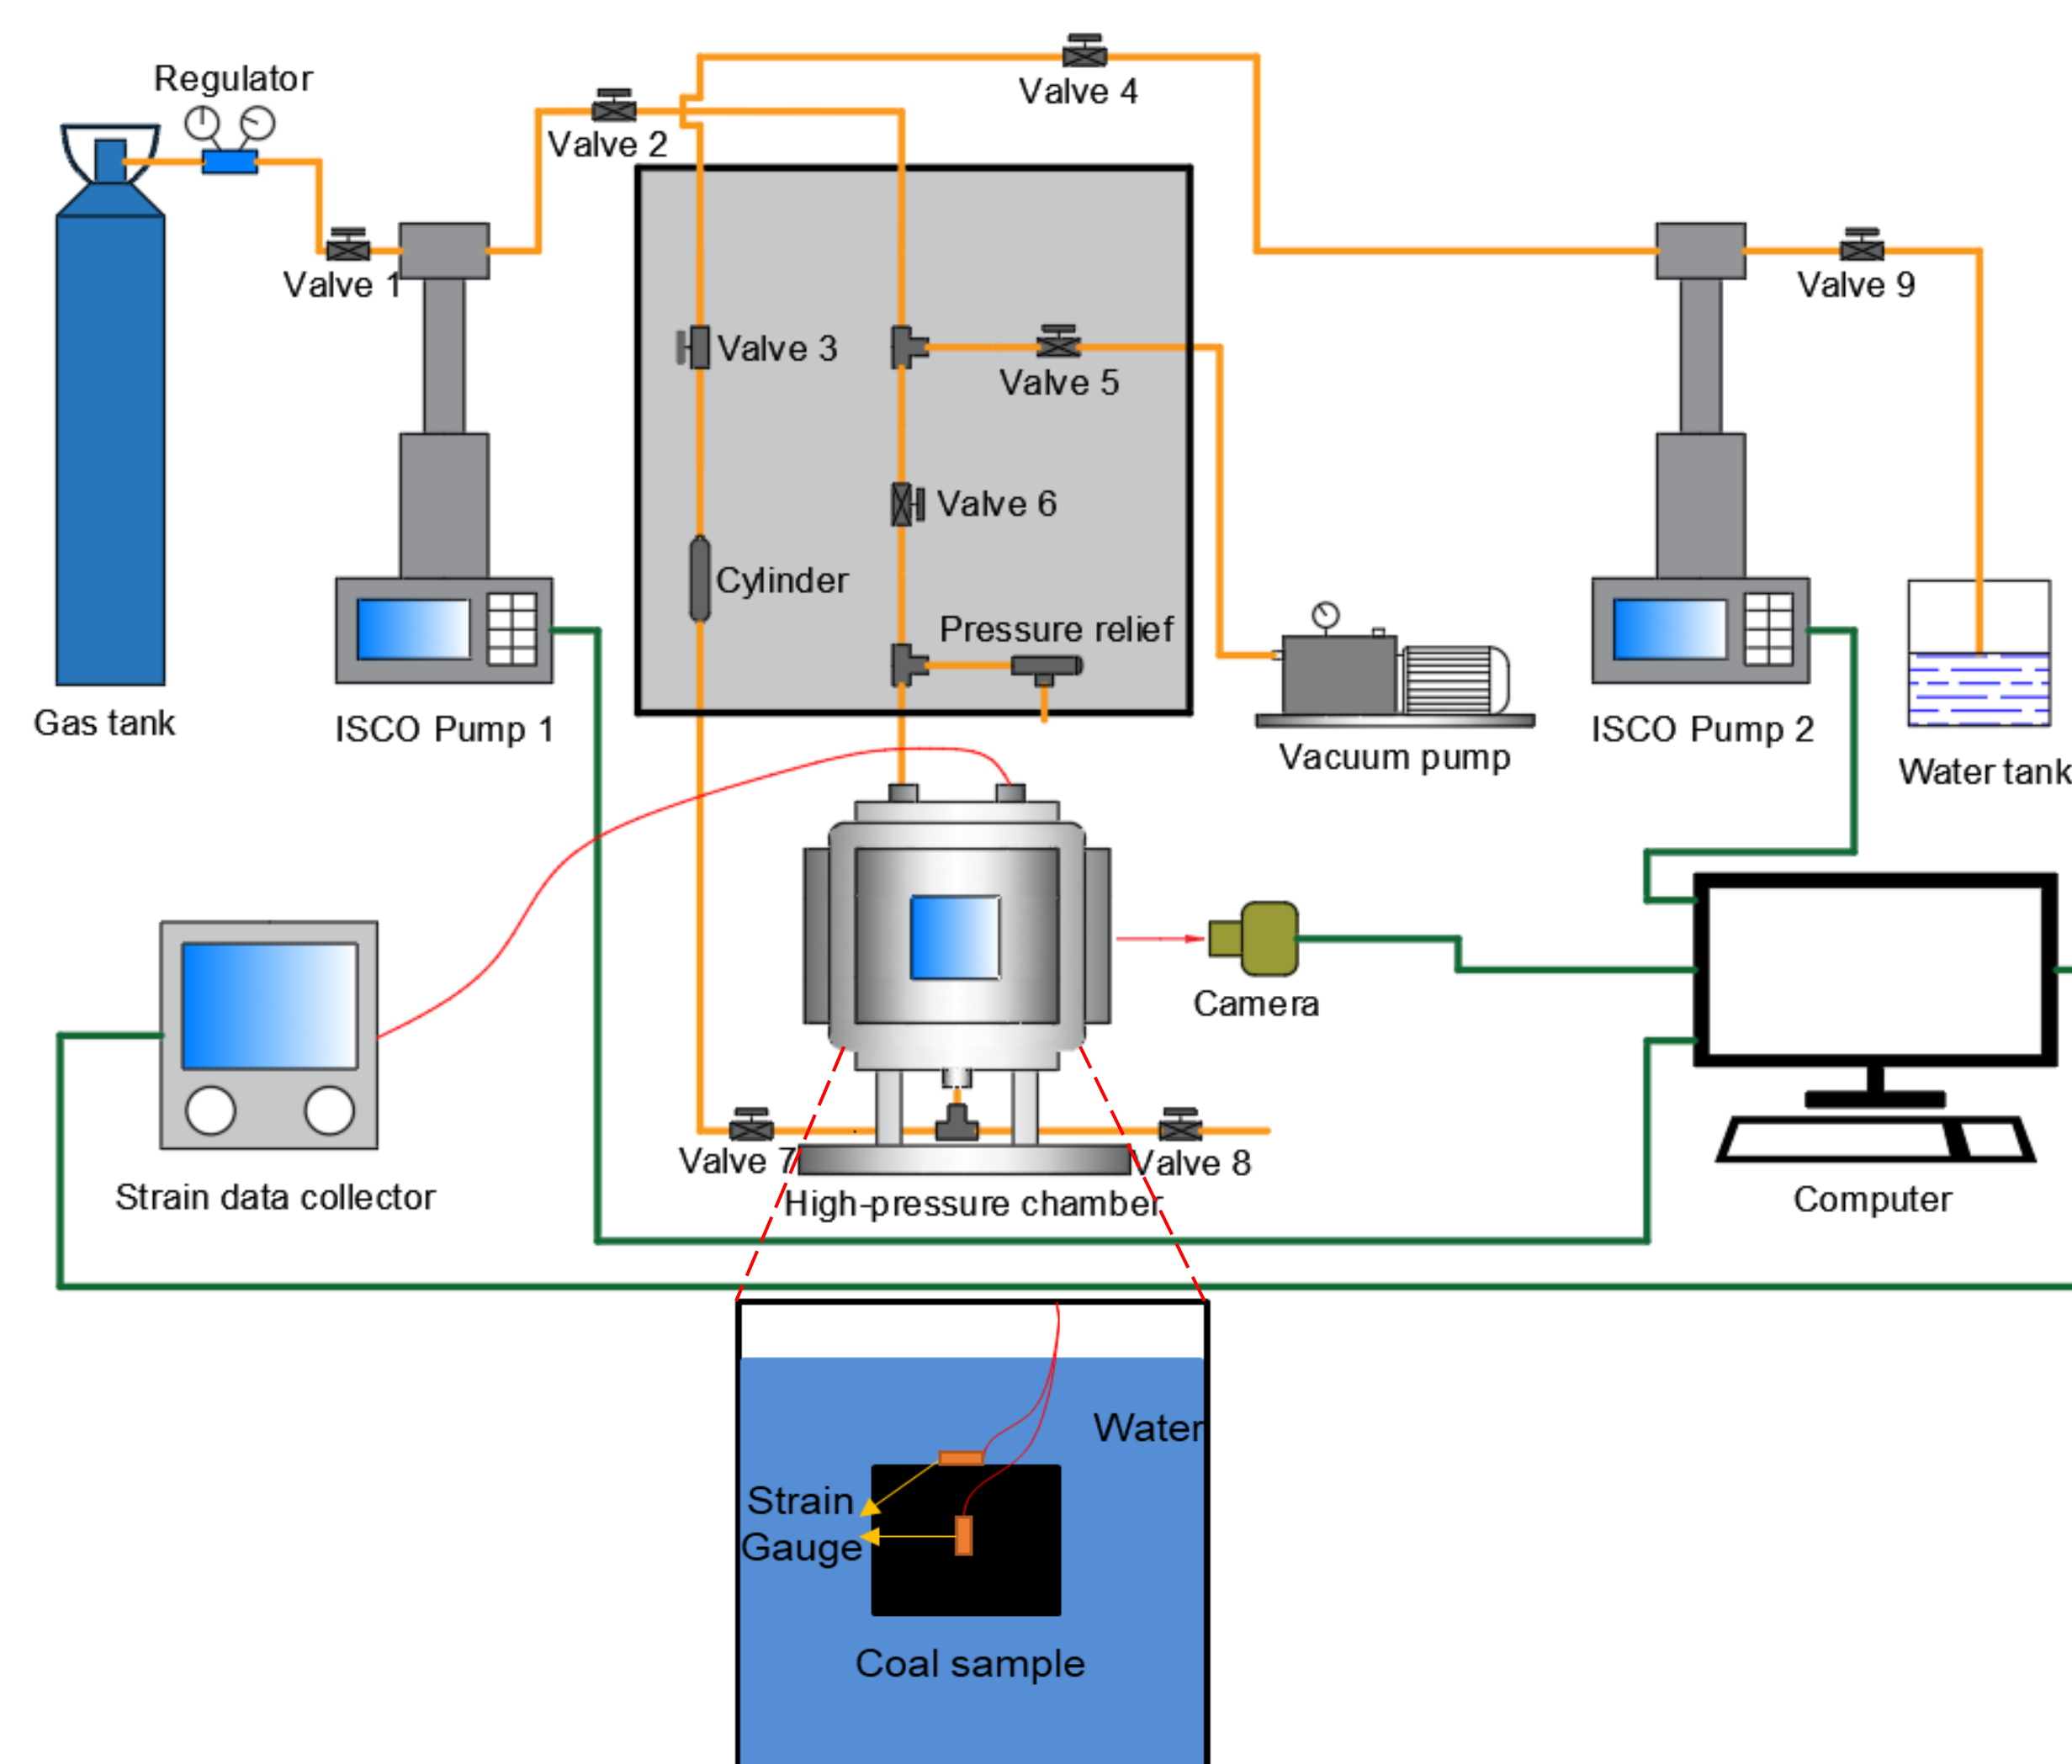 Regulator
Valve 4
Valve 2
Valve 1
Valve 9
Valve 3
Valve 5
Valve 6
Cylinder
Pressure relief
Gas tank
ISCO Pump 1
Vacuum pump
ISCO Pump 2
Water tank
Camera
Valve 7
Valve 8
Strain data collector
High-pressure chamber
Computer
Water
Strain
Gauge
Coal sample